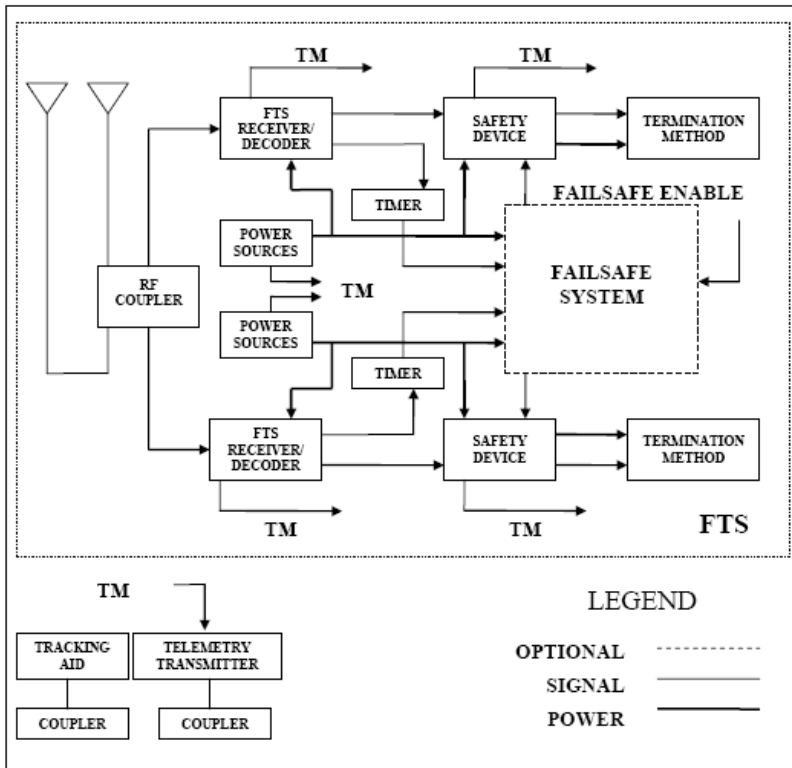 TM
TM
FTS
RECEIVER/
DECODER
SAFETY
DEVICE
TERMINATION
METHOD
TIMER
FAILSAFE ENABLE
POWER
SOURCES
RF
COUPLER
TM
FAILSAFE
SYSTEM
POWER
SOURCES
TIMER
FTS
RECEIVER/
DECODER
SAFETY
DEVICE
TERMINATION
METHOD
TM
TM
FTS
TM
TRACKING
AID
TELEMETRY
TRANSMITTER
COUPLER
COUPLER
LEGEND
OPTIONAL
SIGNAL
POWER